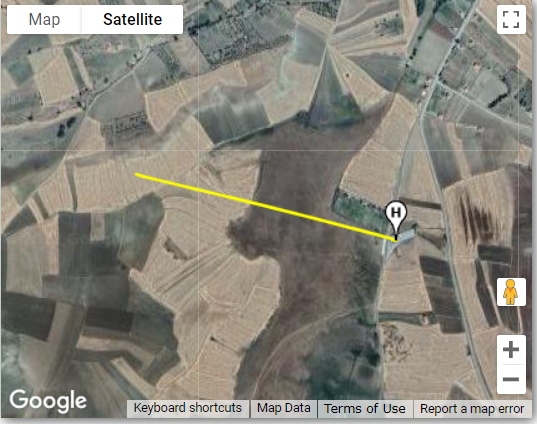 Map Satellite
H
Google
Keyboard shortcuts Map Data Terms of Use Report a map error